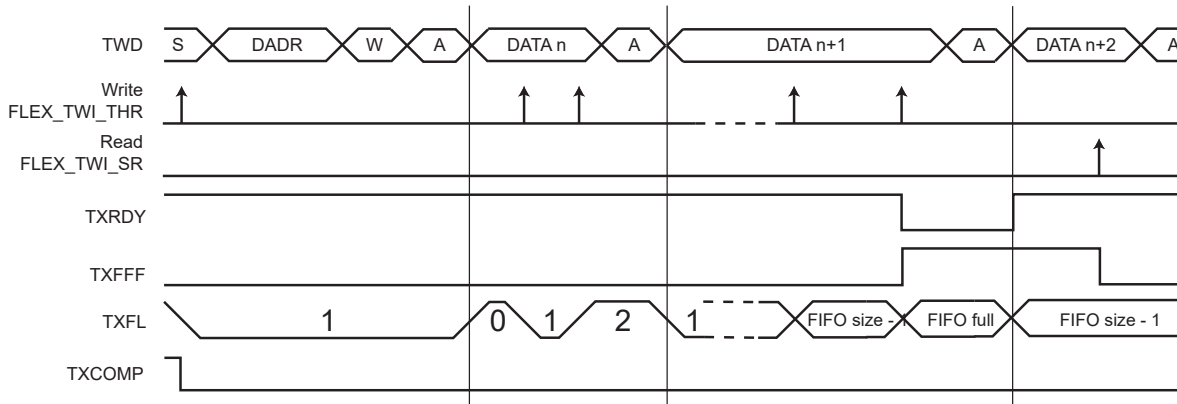 TWD S DADR W A DATA n A DATA n+1 A DATA n+2 A
Write
FLEX_TWI_THR
Read
FLEX_TWI_SR
TXRDY
TXFFF
TXFL 1 0 1 2 1 FIFO size - 1 FIFO full FIFO size - 1
TXCOMP